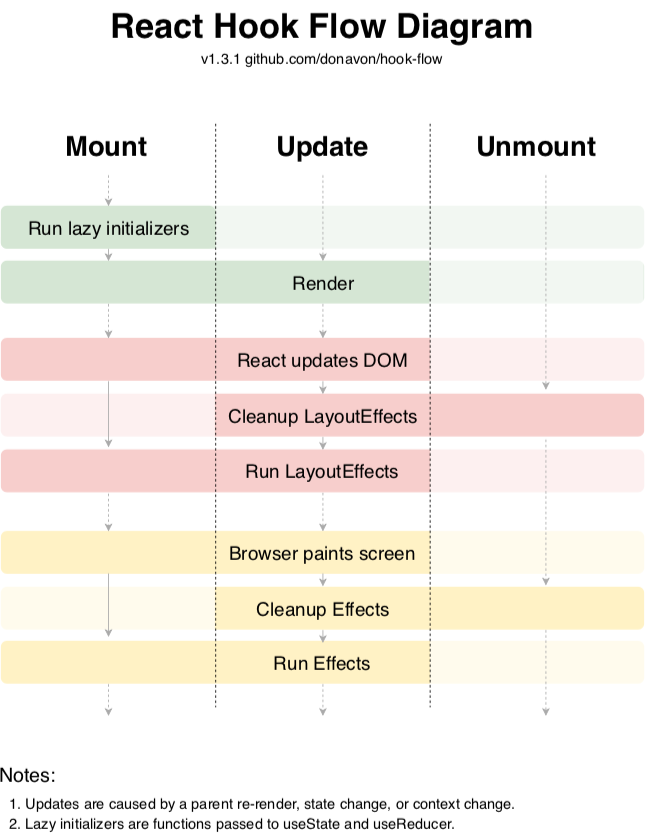 React Hook Flow Diagram
v1.3.1 github.com/donavon/hook-flow
Mount Update Unmount
Run lazy initializers
Render
React updates DOM
Cleanup LayoutEffects
Run LayoutEffects
Browser paints screen
Cleanup Effects
Run Effects
Notes:
1. Updates are caused by a parent re-render, state change, or context change.
2. Lazy initializers are functions passed to useState and useReducer.